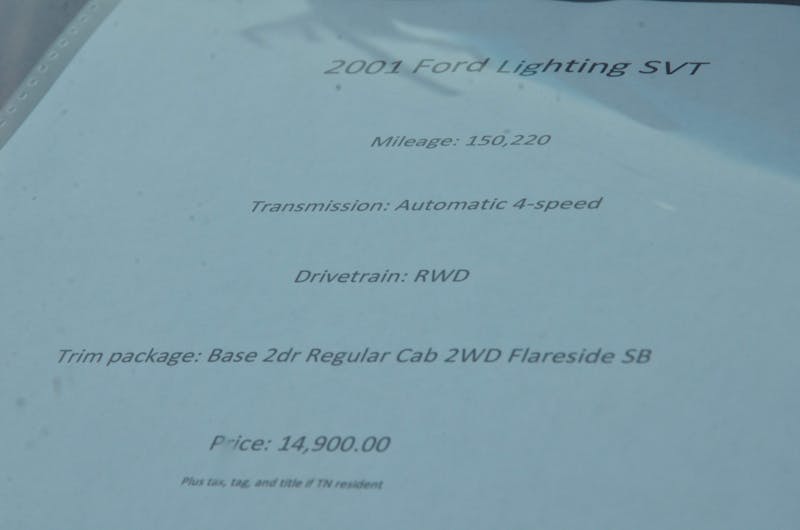 2001 Ford Lighting SVT
Mileage: 150,220
Transmission: Automatic 4-speed
Drivetrain: RWD
Trim package: Base 2dr Regular Cab 2WD Flareside SB
Price: 14,900.00
Plus tax, tag, and title if TN resident